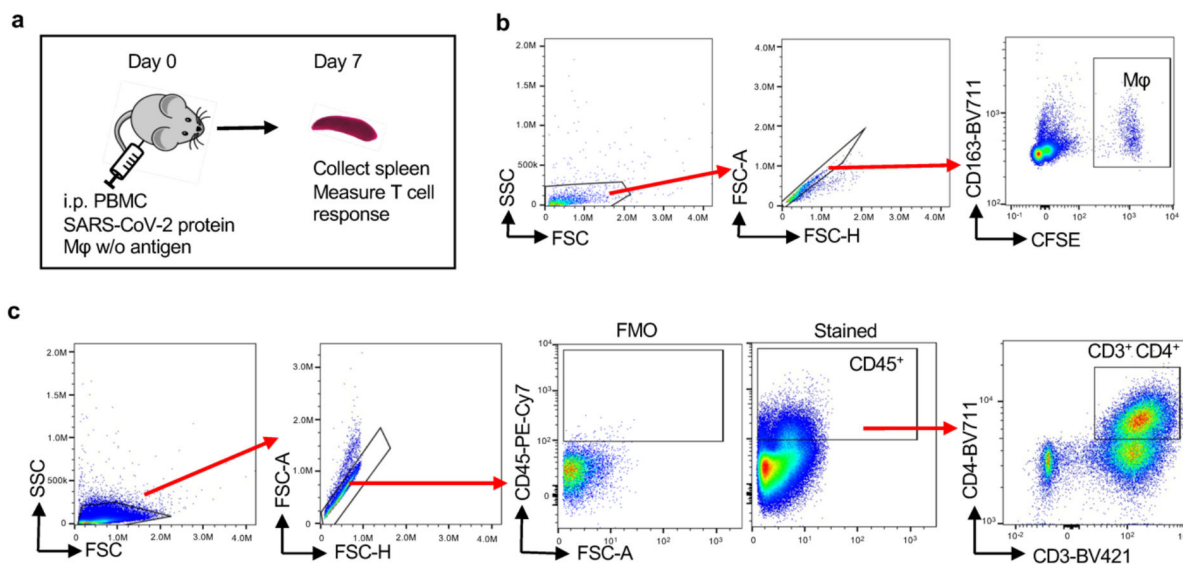 a
Day 0
Day 7
i.p. PBMC
SARS-CoV-2 protein
Mφ w/o antigen
Collect spleen
Measure T cell
response
b
SSC
2.0M
1.5M
1.0M
500k
0
0
1.0M
2.0M
3.0M
4.0M
FSC
FSC-A
4.0M
3.0M
2.0M
1.0M
0
0
1.0M
2.0M
3.0M
4.0M
FSC-H
CD163-BV711
10³
10²
Mφ
10-1
0
10²
10³
10⁴
CFSE
c
SSC
2.0M
1.5M
1.0M
500k
0
0
1.0M
2.0M
3.0M
4.0M
FSC
FSC-A
3.0M
2.0M
1.0M
0
0
1.0M
2.0M
3.0M
4.0M
FSC-H
FMO
CD45-PE-Cy7
10⁴
10³
10²
0
10¹
10²
10³
FSC-A
Stained
CD45⁺
10¹
10²
10³
CD4-BV711
10⁴
10³
CD3⁺ CD4⁺
0
10²
CD3-BV421